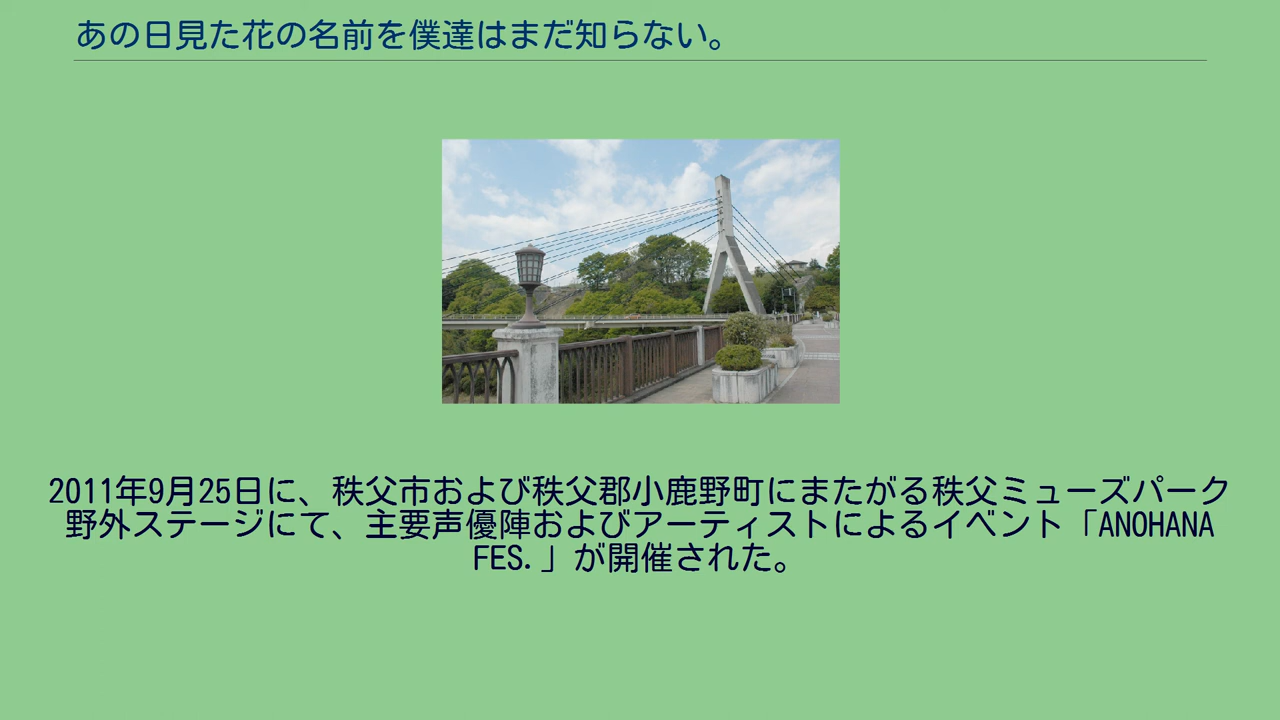 あの日見た花の名前を僕達はまだ知らない。
2011年9月25日に、秩父市および秩父郡小鹿野町にまたがる秩父ミューズパーク
野外ステージにて、主要声優陣およびアーティストによるイベント「ANOHANA
FES.」が開催された。